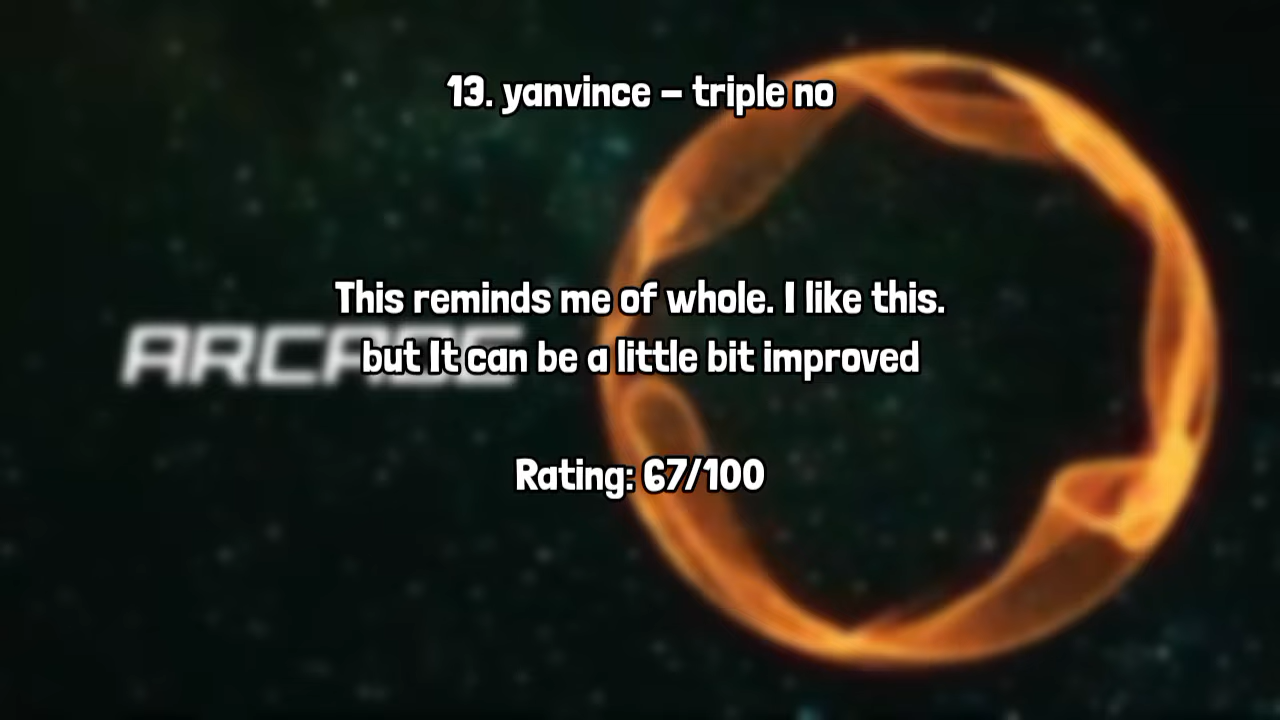 13. yanvince – triple no
This reminds me of whole. I like this.
ARCADE
but It can be a little bit improved
Rating: 67/100